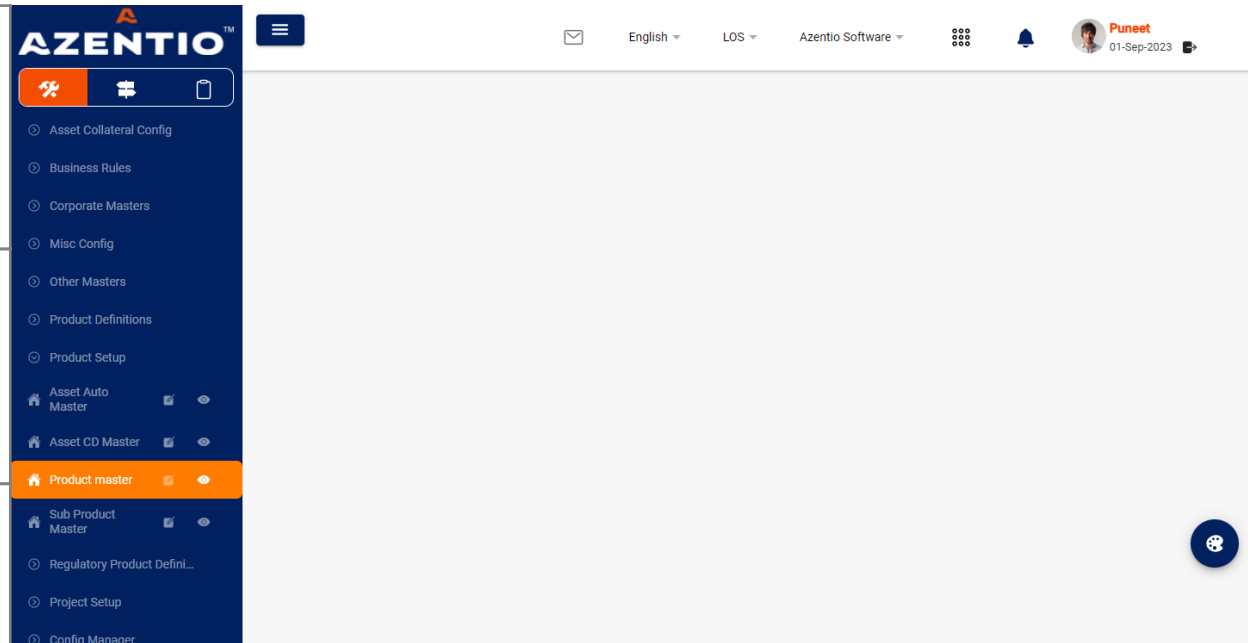 AZENTIO™
English
LOS
Azentio Software
Puneet
01-Sep-2023
Asset Collateral Config
Business Rules
Corporate Masters
Misc Config
Other Masters
Product Definitions
Product Setup
Asset Auto
Master
Asset CD Master
Product master
Sub Product
Master
Regulatory Product Defini...
Project Setup
Config Manager